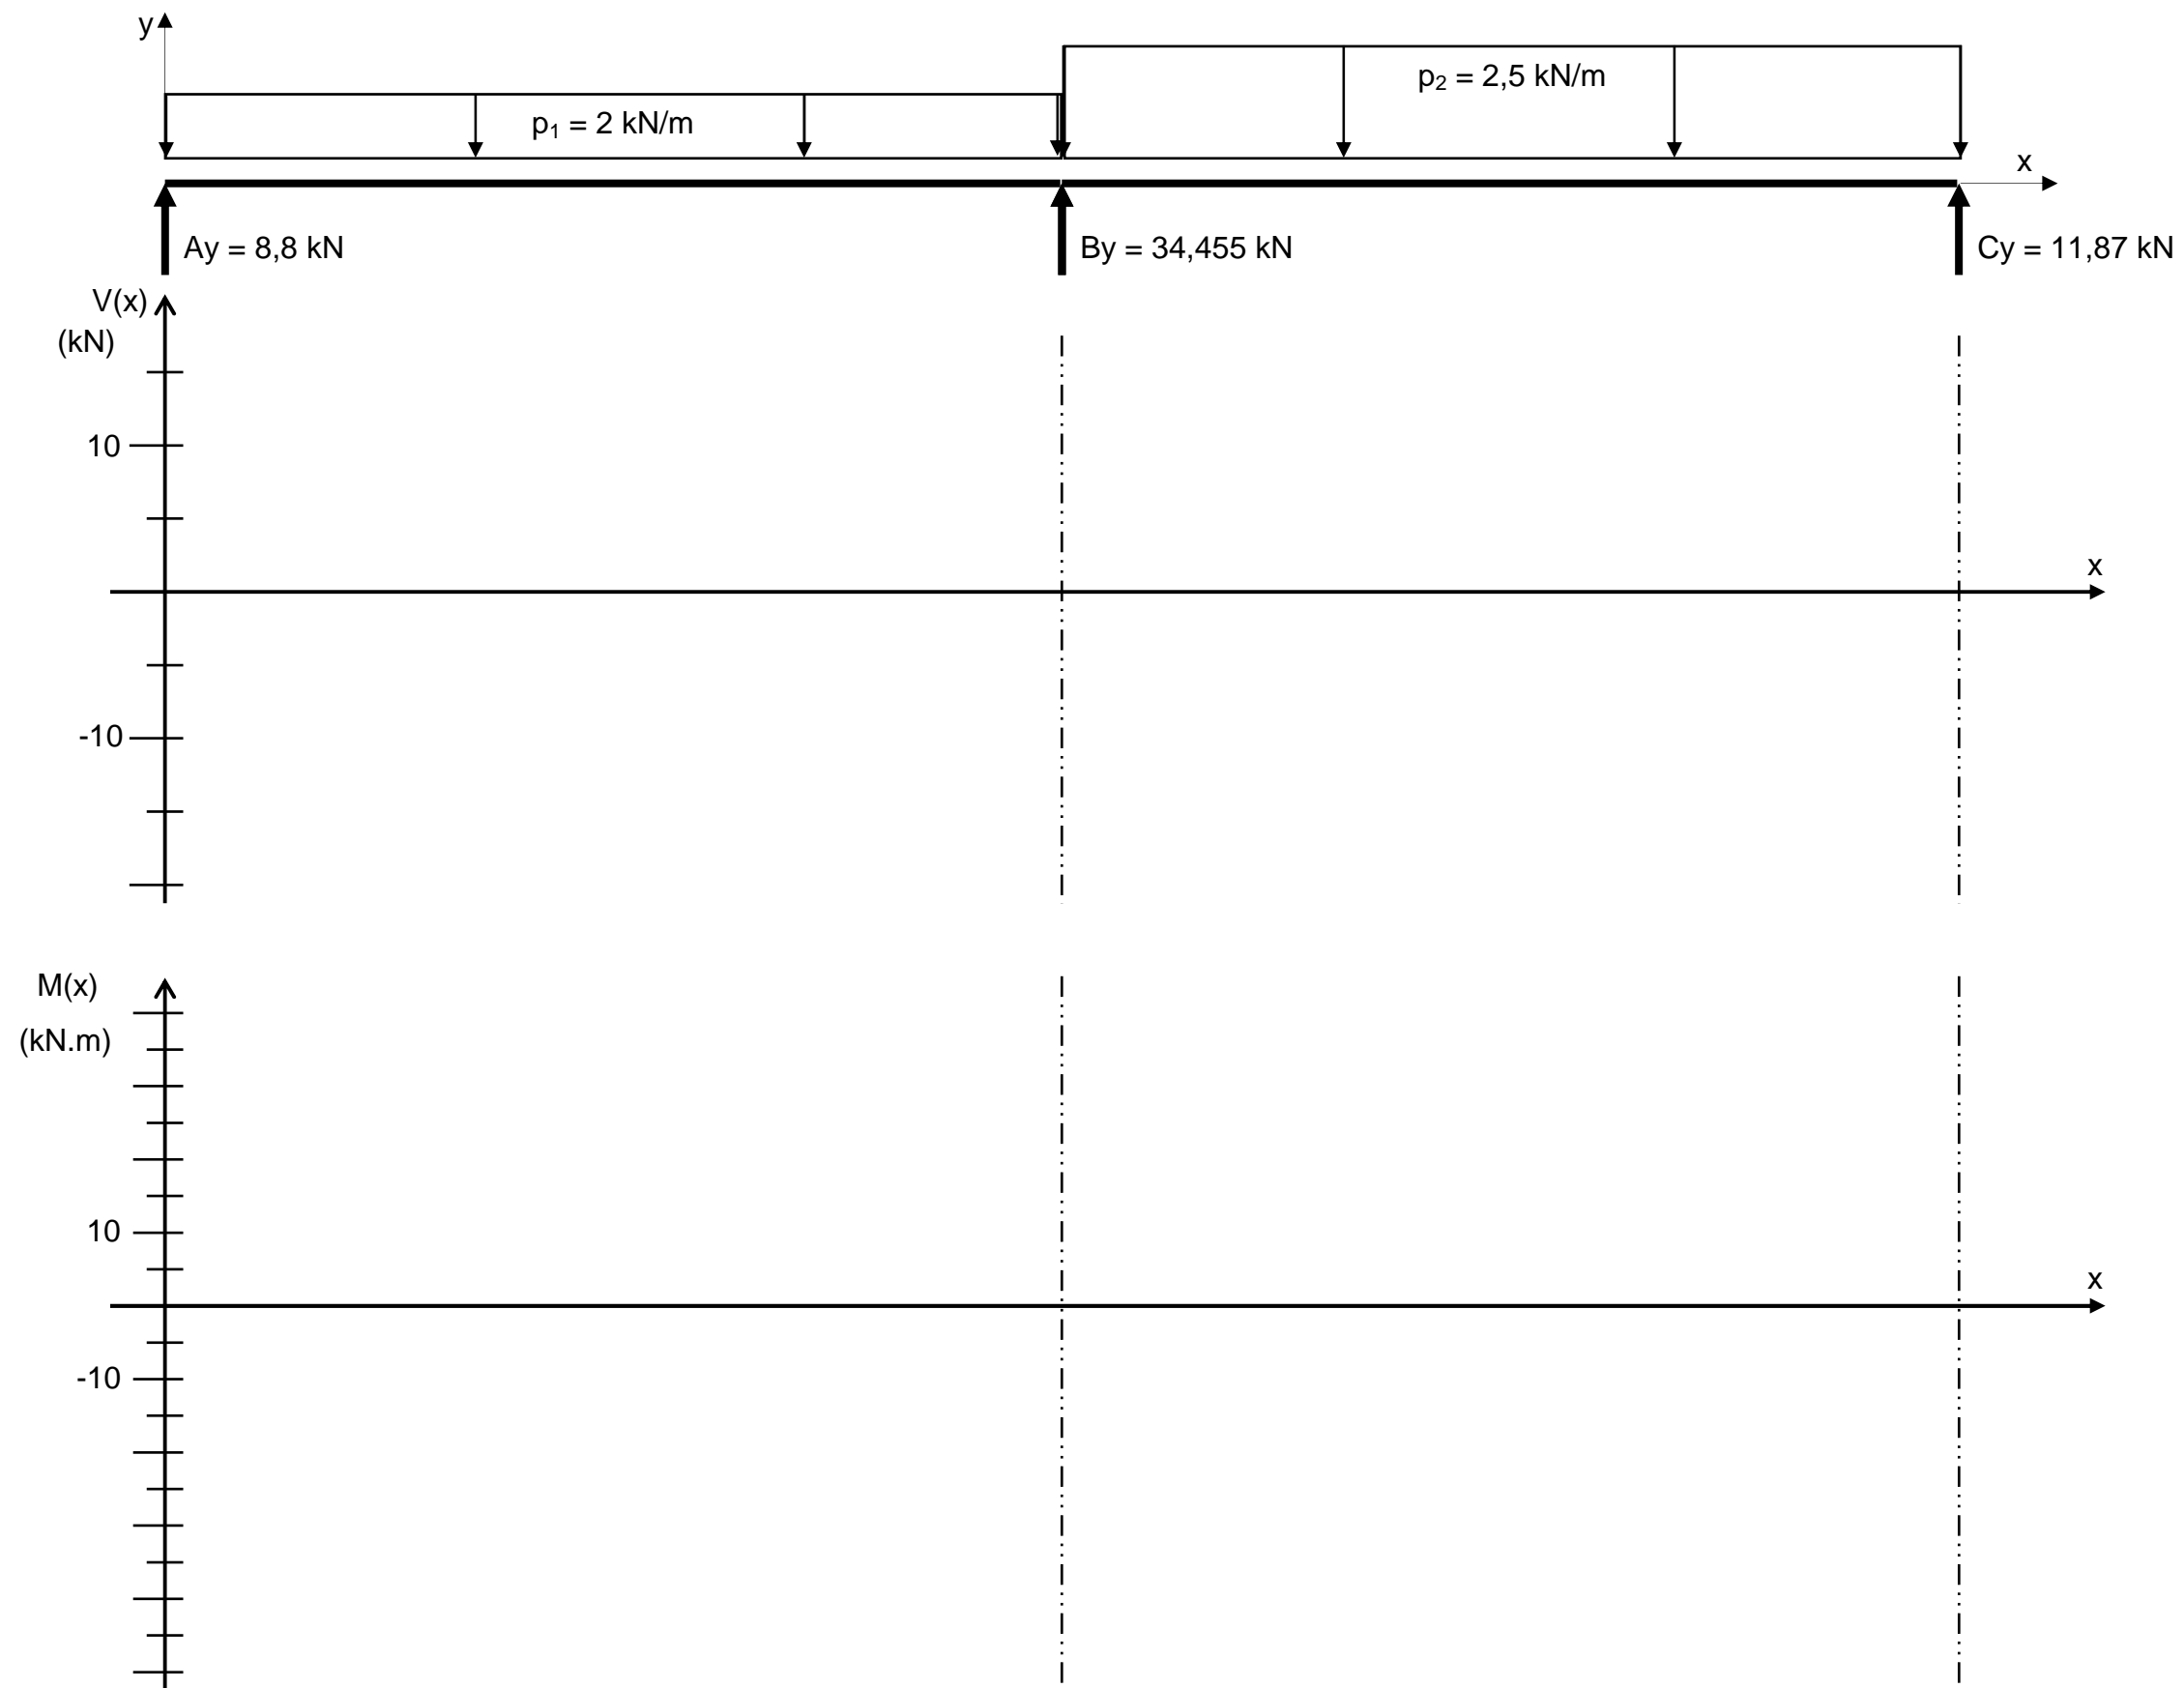 y
p₂ = 2,5 kN/m
p₁ = 2 kN/m
x
Ay = 8,8 kN
By = 34,455 kN
Cy = 11,87 kN
V(x)
(kN)
10
x
-10
M(x)
(kN.m)
10
x
-10